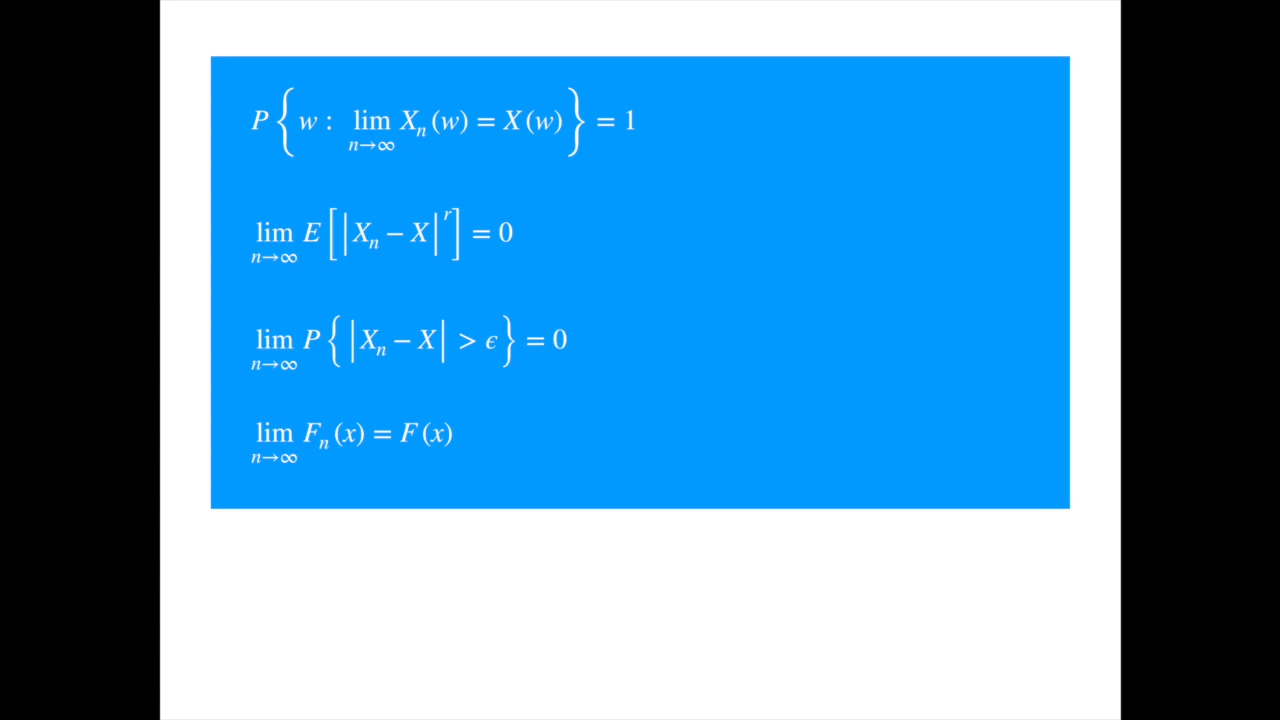 P{w : lim_{n→∞} X_n(w) = X(w)} = 1
lim_{n→∞} E[|X_n − X|^r] = 0
lim_{n→∞} P{|X_n − X| > ϵ} = 0
lim_{n→∞} F_n(x) = F(x)